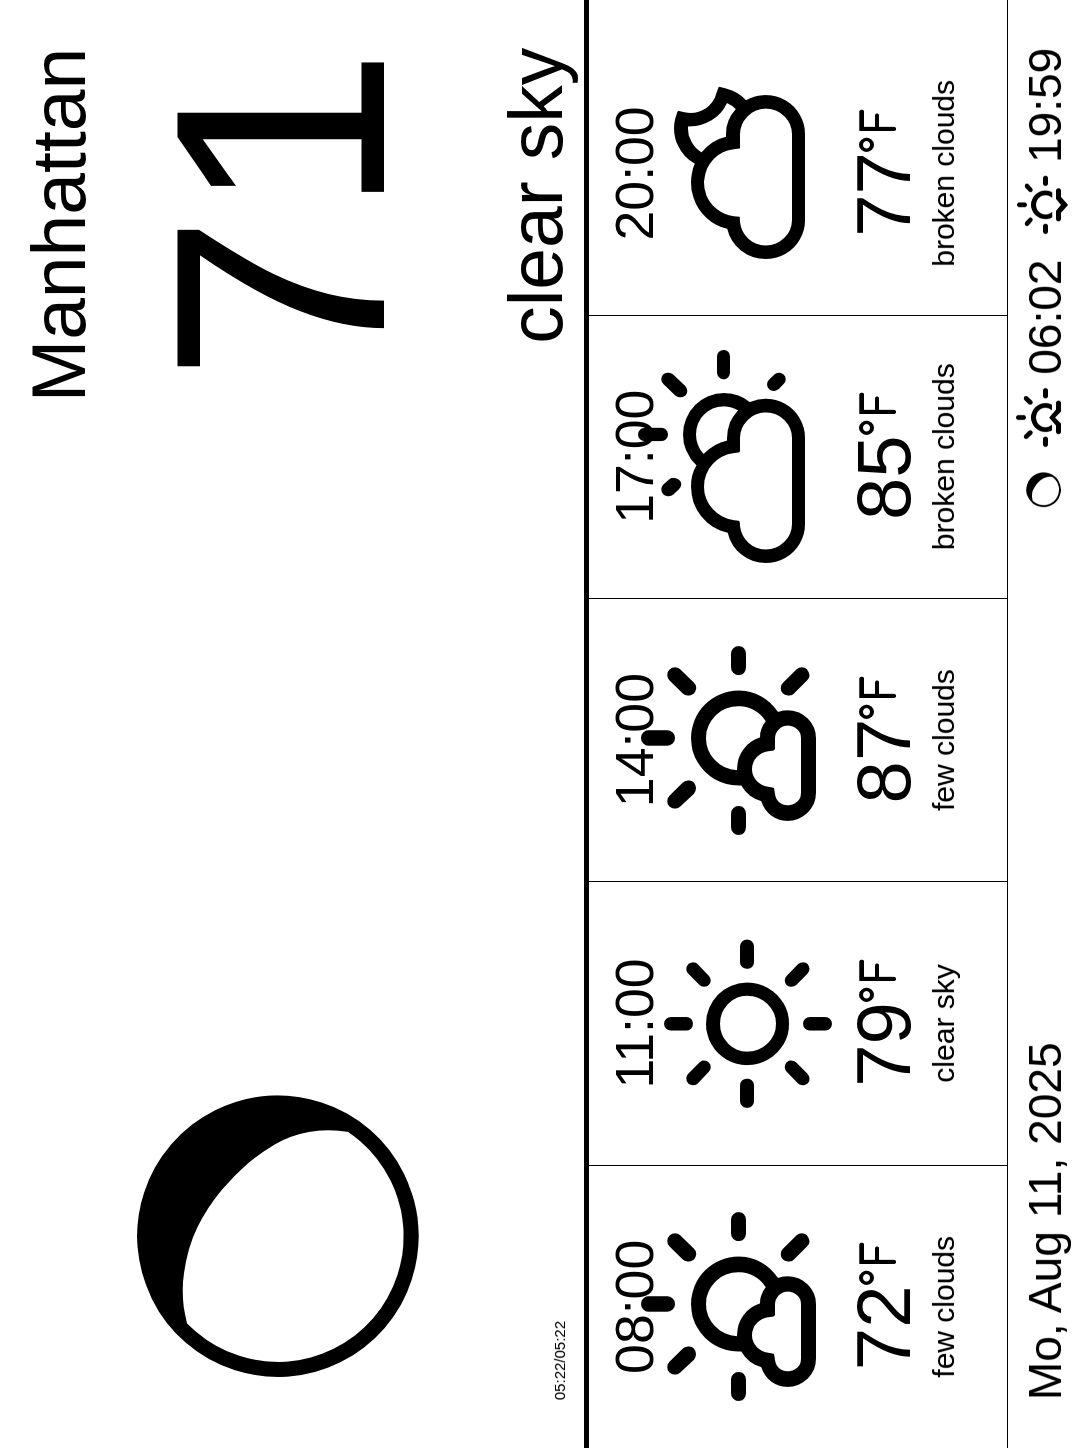 Manhattan
71
clear sky
05:22/05:22
08:00
11:00
14:00
17:00
20:00
72°F
79°F
87°F
85°F
77°F
few clouds
clear sky
few clouds
broken clouds
broken clouds
Mo, Aug 11, 2025
06:02
19:59